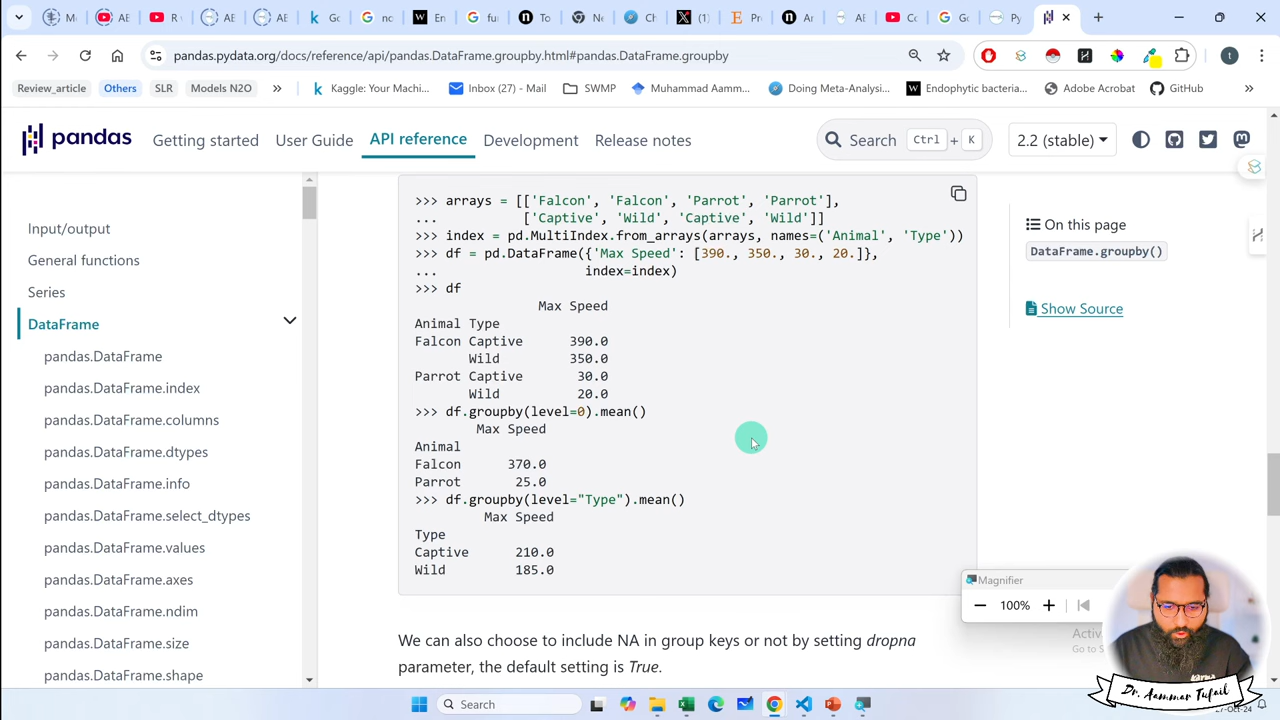 Kaggle: Your Machi...
Review_article
Others
SLR
Models N2O
Inbox (27) - Mail
SWMP
Muhammad Aamm...
Doing Meta-Analysi...
Endophytic bacteria...
Adobe Acrobat
GitHub
pandas.pydata.org/docs/reference/api/pandas.DataFrame.groupby.html#pandas.DataFrame.groupby
pandas
Getting started
User Guide
API reference
Development
Release notes
Search Ctrl + K
2.2 (stable)
Input/output
General functions
Series
DataFrame
pandas.DataFrame
pandas.DataFrame.index
pandas.DataFrame.columns
pandas.DataFrame.dtypes
pandas.DataFrame.info
pandas.DataFrame.select_dtypes
pandas.DataFrame.values
pandas.DataFrame.axes
pandas.DataFrame.ndim
pandas.DataFrame.size
pandas.DataFrame.shape
>>> arrays = [['Falcon', 'Falcon', 'Parrot', 'Parrot'],
... ['Captive', 'Wild', 'Captive', 'Wild']]
>>> index = pd.MultiIndex.from_arrays(arrays, names=('Animal', 'Type'))
>>> df = pd.DataFrame({'Max Speed': [390., 350., 30., 20.]},
... index=index)
>>> df
Max Speed
Animal Type
Falcon Captive 390.0
Wild 350.0
Parrot Captive 30.0
Wild 20.0
>>> df.groupby(level=0).mean()
Max Speed
Animal
Falcon 370.0
Parrot 25.0
>>> df.groupby(level="Type").mean()
Max Speed
Type
Captive 210.0
Wild 185.0
We can also choose to include NA in group keys or not by setting dropna
parameter, the default setting is True.
On this page
DataFrame.groupby()
Show Source
Magnifier
100%
Dr. Aammar Tufail
Search